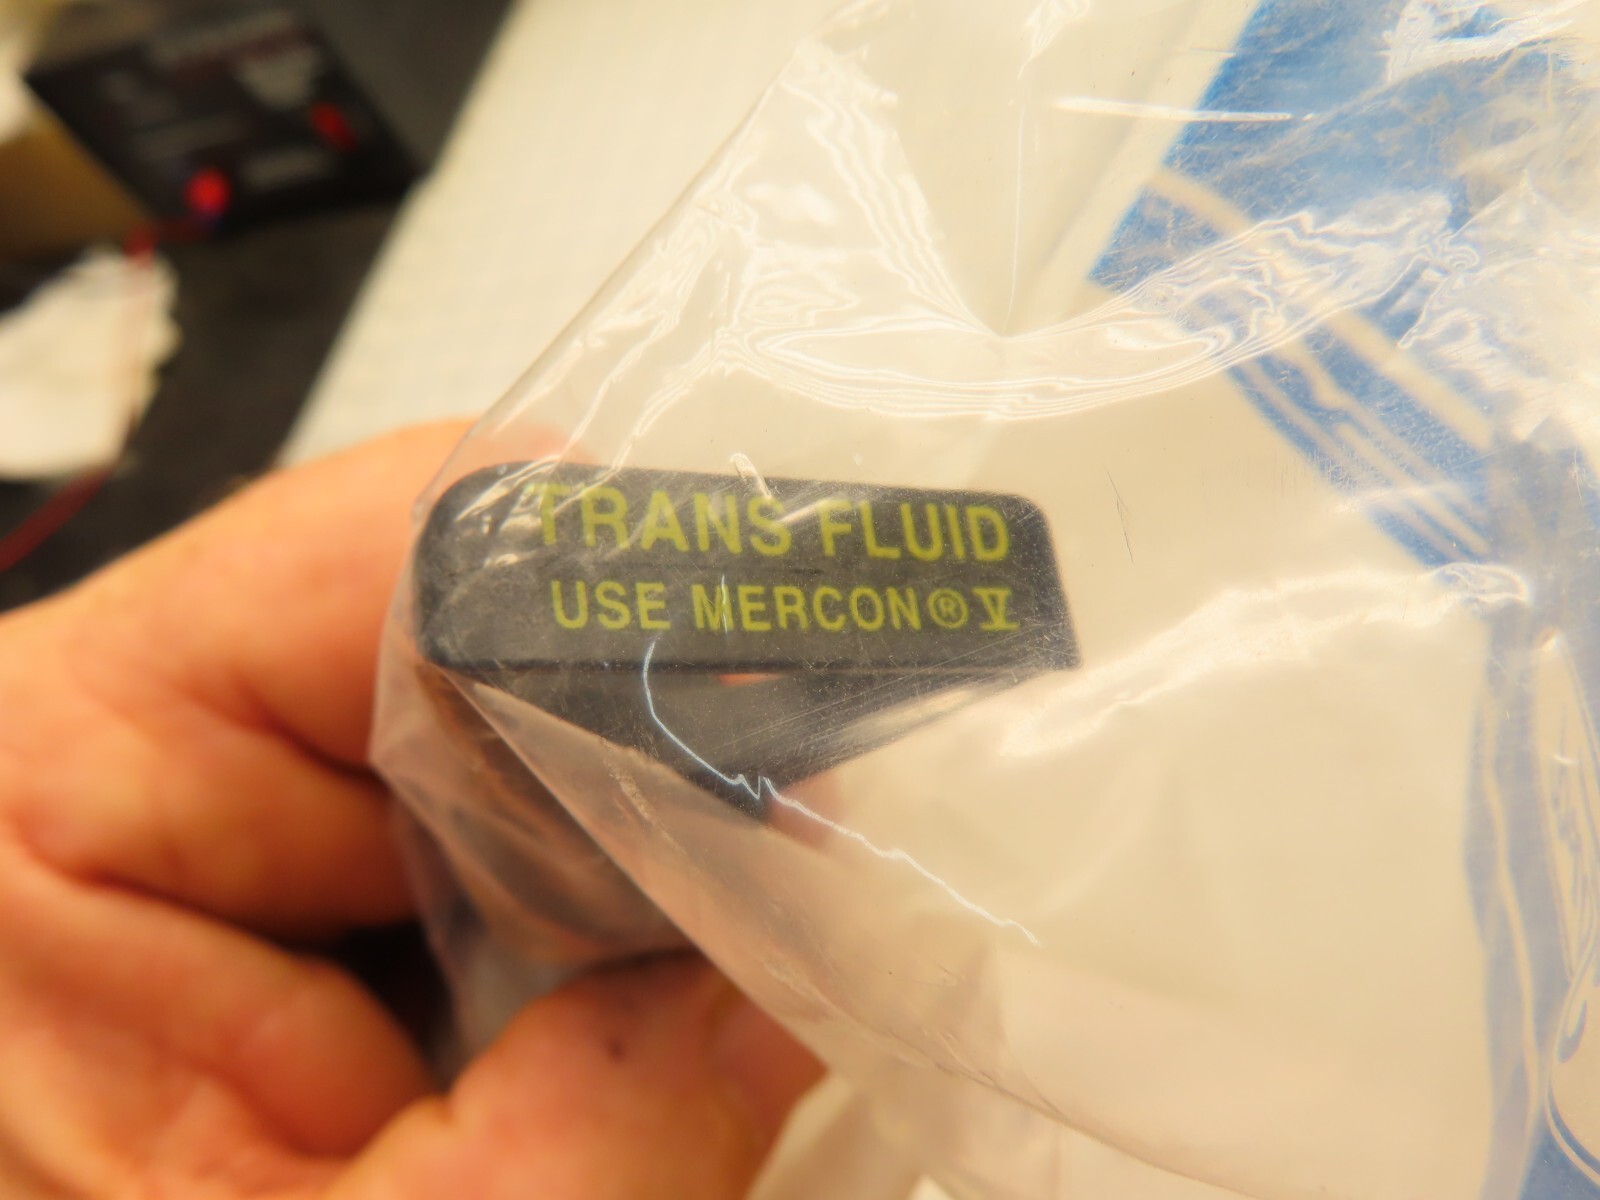 TRANS FLUID
USE MERCON® V